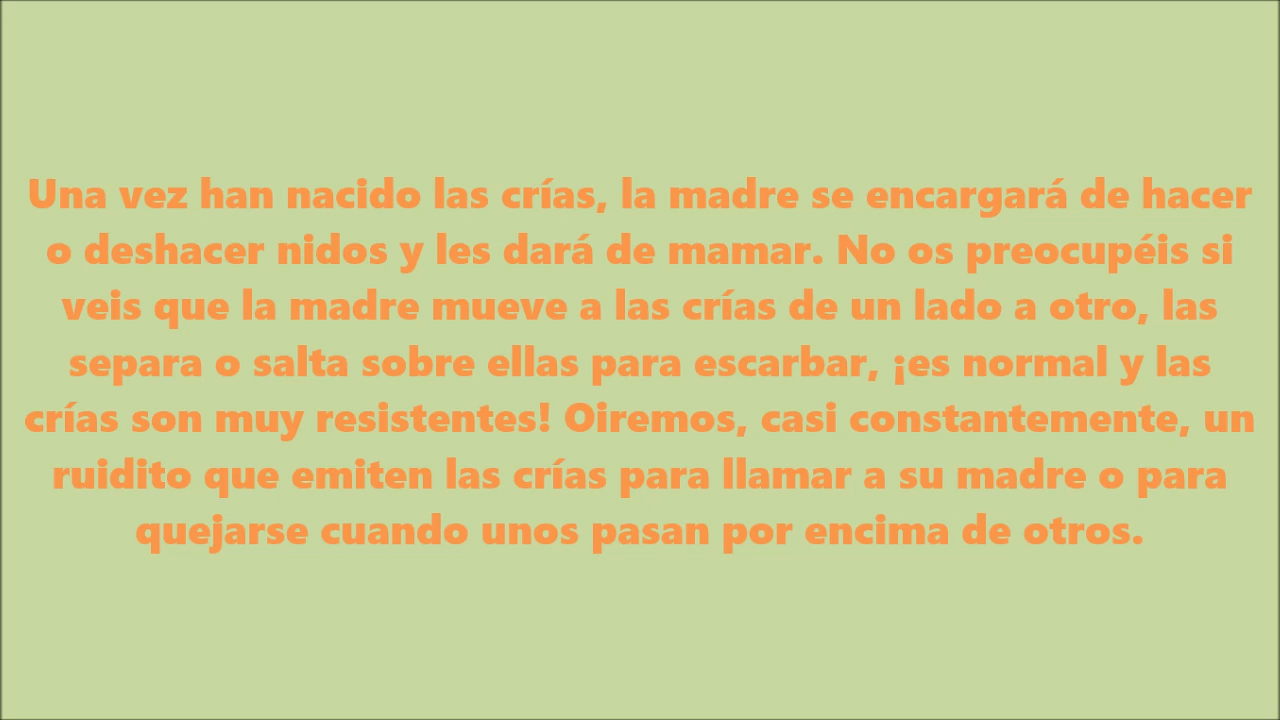 Una vez han nacido las crías, la madre se encargará de hacer
o deshacer nidos y les dará de mamar. No os preocupéis si
veis que la madre mueve a las crías de un lado a otro, las
separa o salta sobre ellas para escarbar, ¡es normal y las
crías son muy resistentes! Oiremos, casi constantemente, un
ruidito que emiten las crías para llamar a su madre o para
quejarse cuando unos pasan por encima de otros.